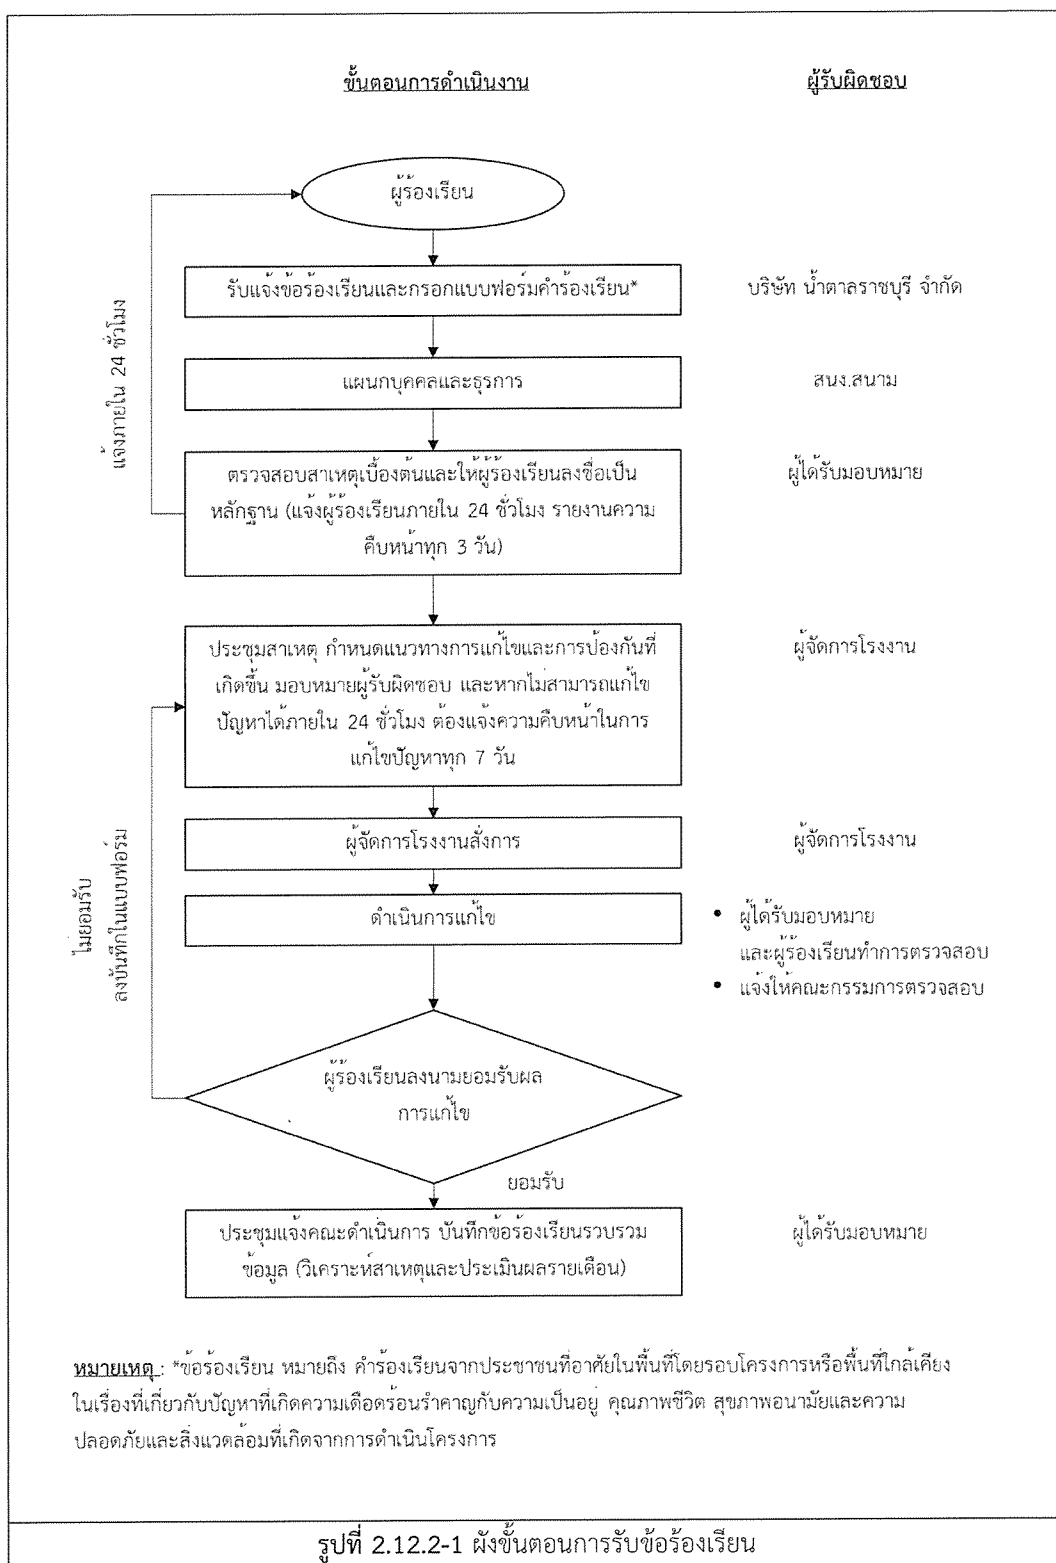 ขั้นตอนการดำเนินงาน
ผู้รับผิดชอบ
ผู้ร้องเรียน
รับแจ้งข้อร้องเรียนและกรอกแบบฟอร์มคำร้องเรียน*
บริษัท น้ำตาลราชบุรี จำกัด
แจ้งภายใน 24 ชั่วโมง
แผนกบุคคลและธุรการ
สนง.สนาม
ตรวจสอบสาเหตุเบื้องต้นและให้ผู้ร้องเรียนลงชื่อเป็น
หลักฐาน (แจ้งผู้ร้องเรียนภายใน 24 ชั่วโมง รายงานความ
คืบหน้าทุก 3 วัน)
ผู้ได้รับมอบหมาย
ประชุมสาเหตุ กำหนดแนวทางการแก้ไขและการป้องกันที่
เกิดขึ้น มอบหมายผู้รับผิดชอบ และหากไม่สามารถแก้ไข
ปัญหาได้ภายใน 24 ชั่วโมง ต้องแจ้งความคืบหน้าในการ
แก้ไขปัญหาทุก 7 วัน
ผู้จัดการโรงงาน
ผู้จัดการโรงงานสั่งการ
ผู้จัดการโรงงาน
ไม่ยอมรับ
ลงบันทึกในแบบฟอร์ม
ดำเนินการแก้ไข
• ผู้ได้รับมอบหมาย
และผู้ร้องเรียนทำการตรวจสอบ
• แจ้งให้คณะกรรมการตรวจสอบ
ผู้ร้องเรียนลงนามยอมรับผล
การแก้ไข
ยอมรับ
ประชุมแจ้งคณะดำเนินการ บันทึกข้อร้องเรียนรวบรวม
ข้อมูล (วิเคราะห์สาเหตุและประเมินผลรายเดือน)
ผู้ได้รับมอบหมาย
หมายเหตุ : *ข้อร้องเรียน หมายถึง คำร้องเรียนจากประชาชนที่อาศัยในพื้นที่โดยรอบโครงการหรือพื้นที่ใกล้เคียง
ในเรื่องที่เกี่ยวกับปัญหาที่เกิดความเดือดร้อนรำคาญกับความเป็นอยู่ คุณภาพชีวิต สุขภาพอนามัยและความ
ปลอดภัยและสิ่งแวดล้อมที่เกิดจากการดำเนินโครงการ
รูปที่ 2.12.2-1 ผังขั้นตอนการรับข้อร้องเรียน